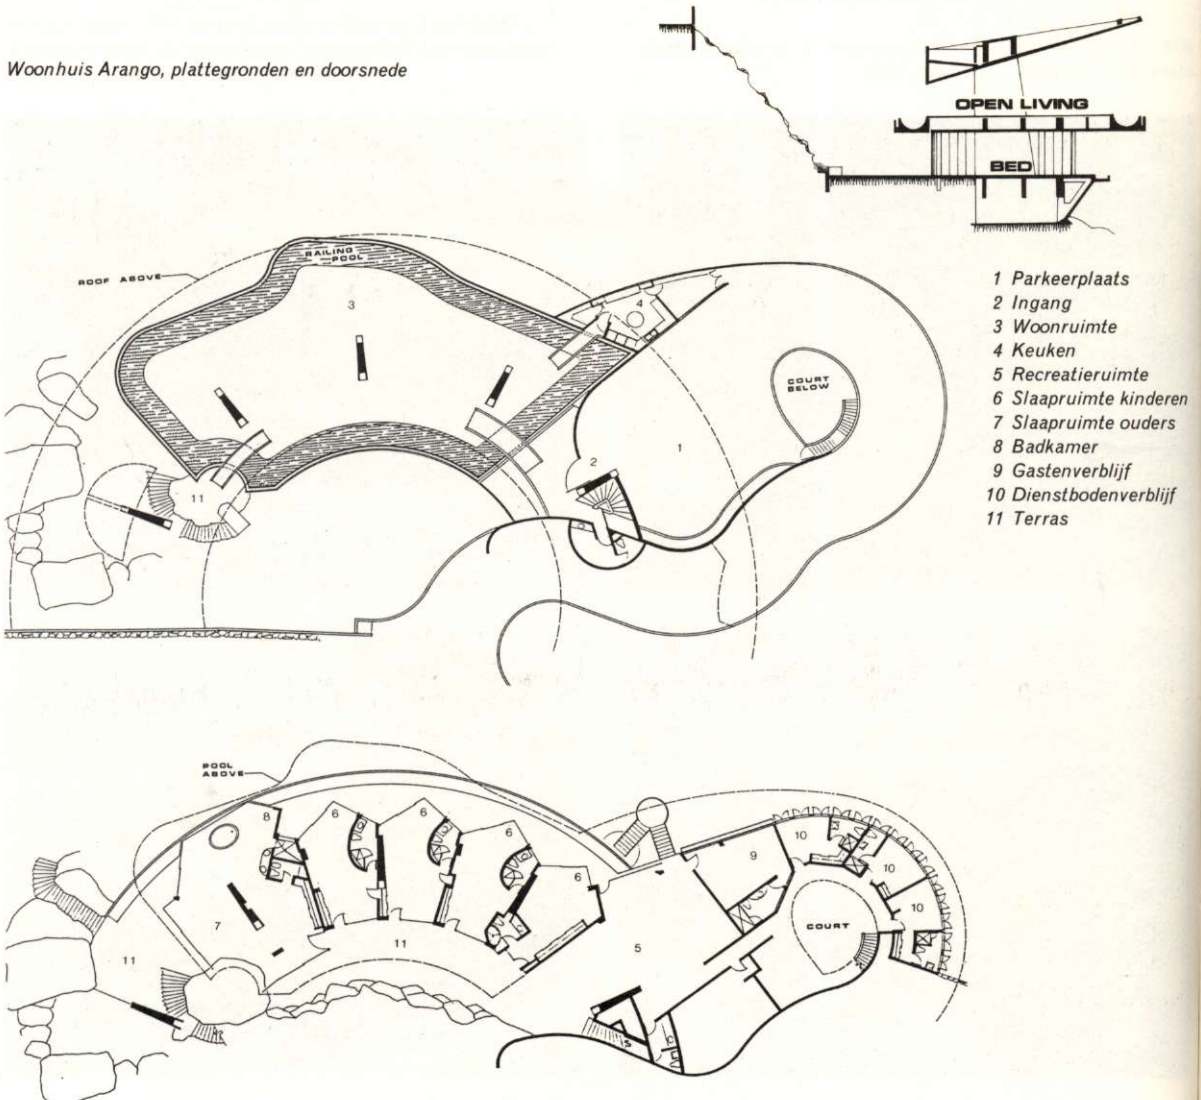 Woonhuis Arango, plattegronden en doorsnede
OPEN LIVING
BED
1 Parkeerplaats
2 Ingang
3 Woonruimte
4 Keuken
5 Recreatieruimte
6 Slaapruimte kinderen
7 Slaapruimte ouders
8 Badkamer
9 Gastenverblijf
10 Dienstbodenverblijf
11 Terras
ROOF ABOVE
RAILING
POOL
3
4
COURT
BELOW
1
2
11
POOL
ABOVE
8
6
6
6
6
7
11
11
5
9
10
10
10
COURT